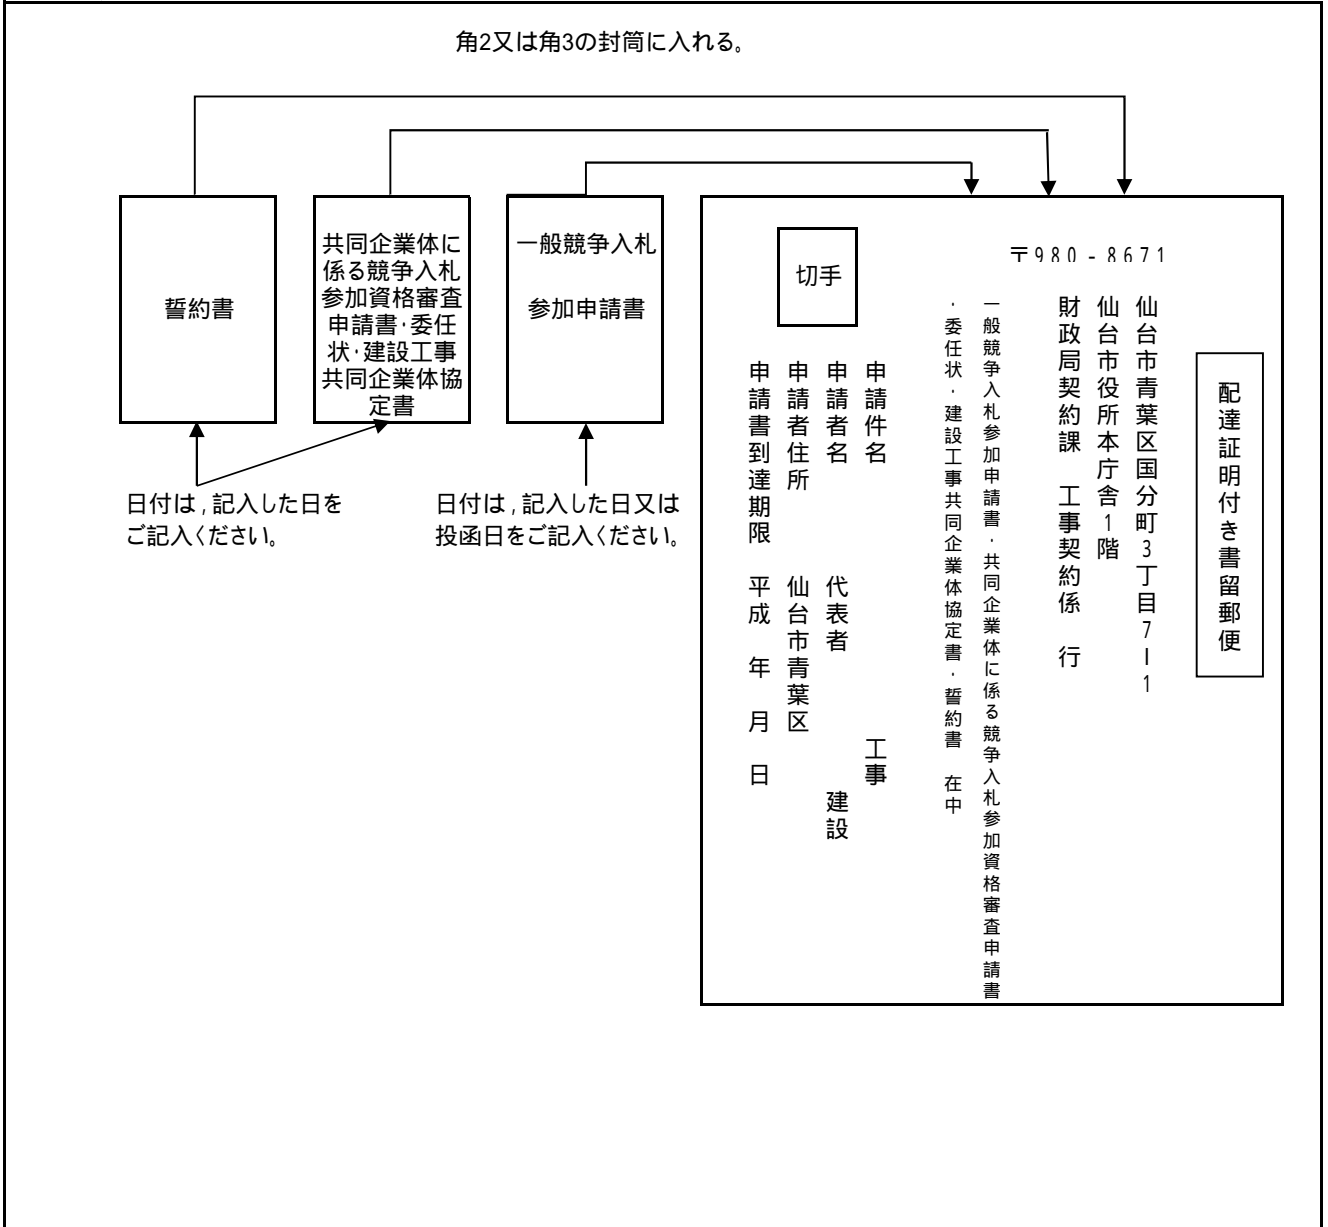 角2又は角3の封筒に入れる。
誓約書
共同企業体に
係る競争入札
参加資格審査
申請書・委任
状・建設工事
共同企業体協
定書
一般競争入札
参加申請書
日付は,記入した日を
ご記入ください。
日付は,記入した日又は
投函日をご記入ください。
切手
〒980-8671
配達証明付き書留郵便
仙台市青葉区国分町3丁目7ー1
仙台市役所本庁舎1階
財政局契約課 工事契約係 行
一般競争入札参加申請書・共同企業体に係る競争入札参加資格審査申請書
・委任状・建設工事共同企業体協定書・誓約書 在中
申請件名 工事
申請者名 代表者 建設
申請者住所 仙台市青葉区
申請書到達期限 平成 年 月 日